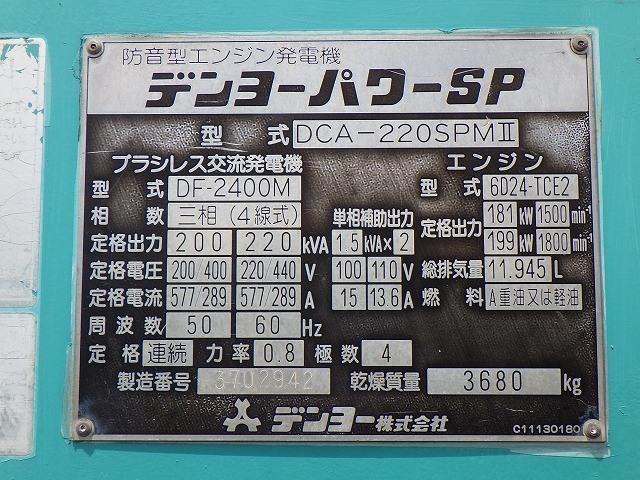 防音型エンジン発電機
デンヨーパワーSP
型式 DCA-220SPMⅡ
ブラシレス交流発電機
型式 DF-2400M
相数 三相(4線式)
定格出力 200 220 kVA
定格電圧 200/400 220/440 V
定格電流 577/289 577/289 A
周波数 50 60 Hz
単相補助出力
1.5 kVA×2
100 110 V
15 13.6 A
エンジン
型式 6D24-TCE2
定格出力 181 kW 1500 min⁻¹
199 kW 1800 min⁻¹
総排気量 11.945 L
燃料 A重油又は軽油
定格 連続 力率 0.8 極数 4
製造番号 3702942 乾燥質量 3680 kg
デンヨー株式会社
C11130180